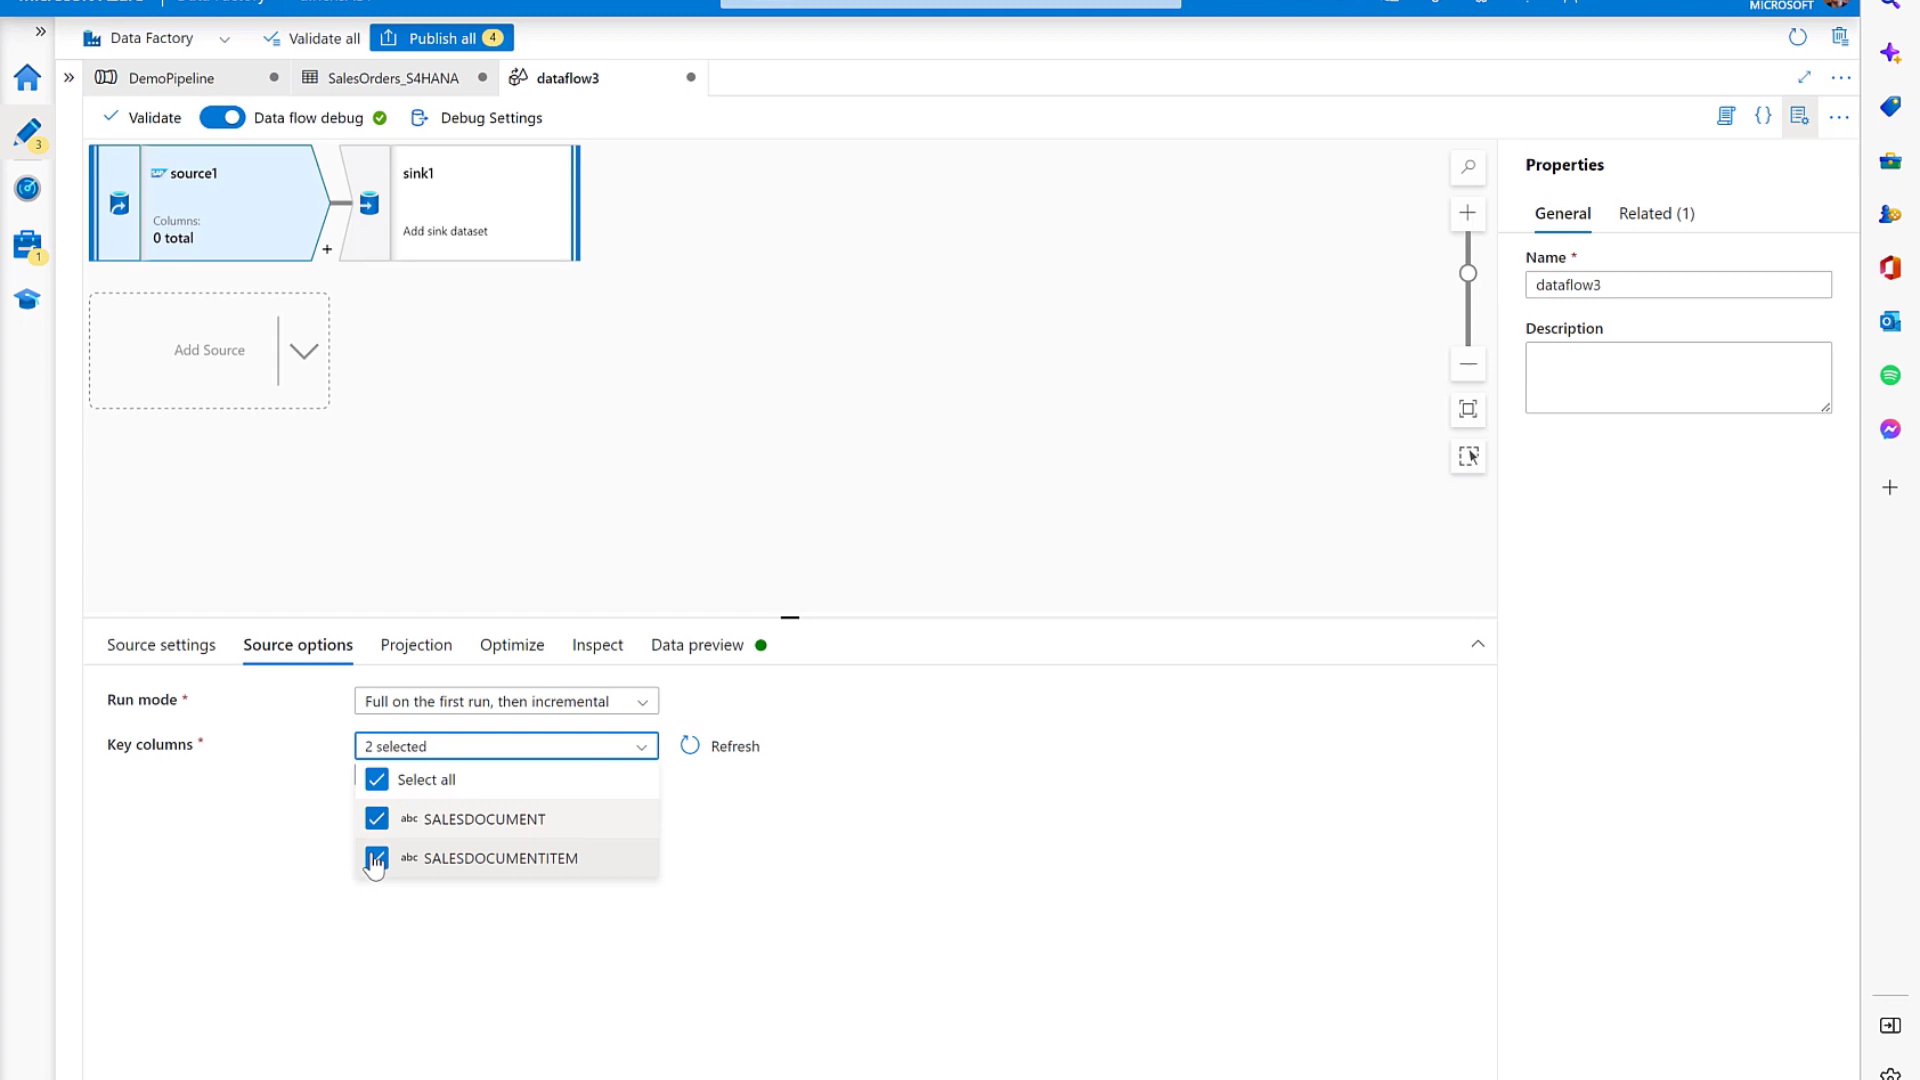 MICROSOFT
Data Factory
Validate all
Publish all 4
DemoPipeline
SalesOrders_S4HANA
dataflow3
3
Validate
Data flow debug
Debug Settings
source1
Columns:
0 total
sink1
Add sink dataset
1
Add Source
Properties
General
Related (1)
Name *
dataflow3
Description
Source settings
Source options
Projection
Optimize
Inspect
Data preview
Run mode *
Full on the first run, then incremental
Key columns *
2 selected
Refresh
Select all
abc SALESDOCUMENT
abc SALESDOCUMENTITEM